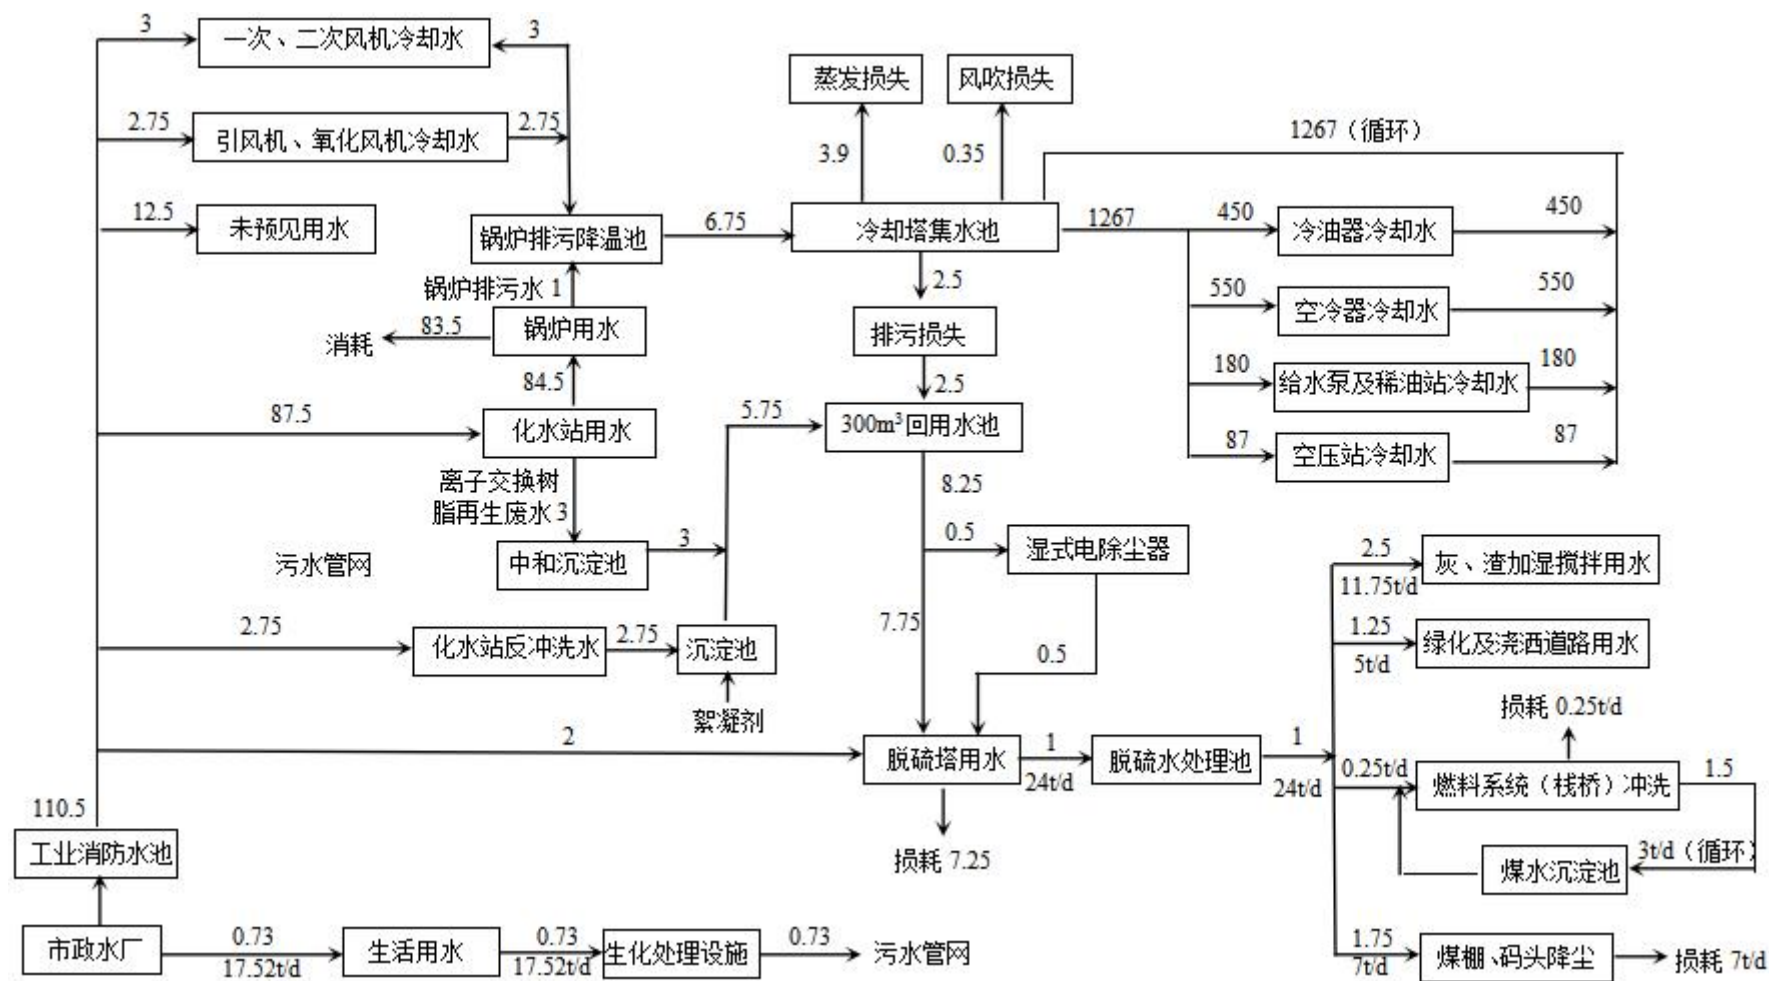 3
一次、二次风机冷却水
3
蒸发损失
风吹损失
2.75
引风机、氧化风机冷却水
2.75
3.9
0.35
1267（循环）
12.5
未预见用水
锅炉排污降温池
6.75
冷却塔集水池
1267
450
冷油器冷却水
450
锅炉排污水 1
2.5
550
空冷器冷却水
550
消耗
83.5
锅炉用水
排污损失
84.5
2.5
180
给水泵及稀油站冷却水
180
87.5
化水站用水
5.75
300m³回用水池
87
空压站冷却水
87
离子交换树
脂再生废水 3
8.25
污水管网
中和沉淀池
3
0.5
湿式电除尘器
2.5
灰、渣加湿搅拌用水
11.75t/d
2.75
化水站反冲洗水
2.75
沉淀池
7.75
0.5
1.25
绿化及浇洒道路用水
5t/d
絮凝剂
损耗 0.25t/d
2
脱硫塔用水
1
24t/d
脱硫水处理池
1
24t/d
0.25t/d
燃料系统（栈桥）冲洗
1.5
110.5
工业消防水池
损耗 7.25
煤水沉淀池
3t/d（循环）
市政水厂
0.73
17.52t/d
生活用水
0.73
17.52t/d
生化处理设施
0.73
污水管网
1.75
7t/d
煤棚、码头降尘
损耗 7t/d